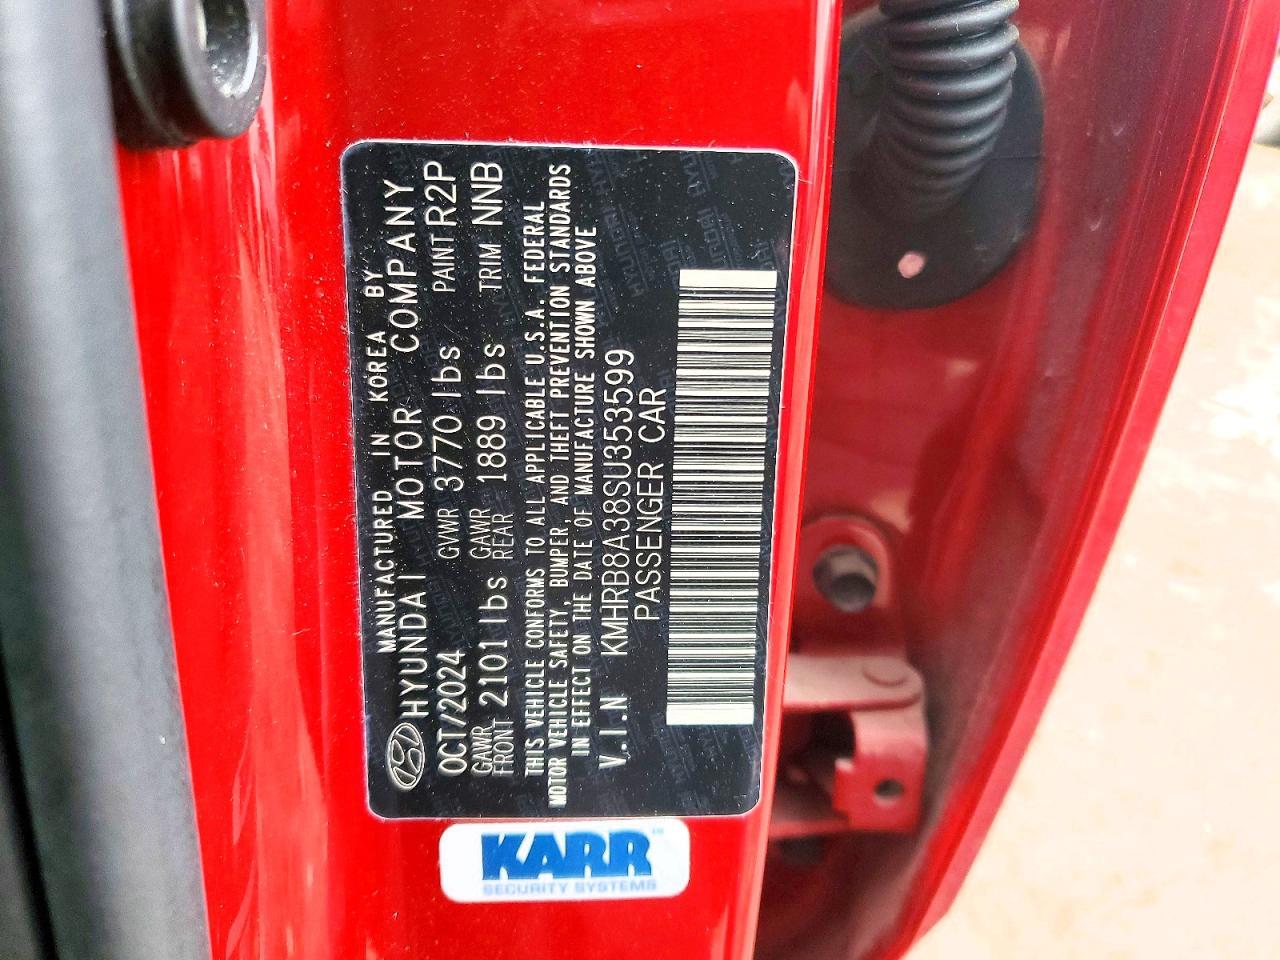 MANUFACTURED IN KOREA BY
HYUNDAI MOTOR COMPANY
OCT/2024 GVWR 3770 lbs PAINT R2P
GAWR FRONT 2101 lbs GAWR REAR 1889 lbs TRIM NNB
THIS VEHICLE CONFORMS TO ALL APPLICABLE U.S.A. FEDERAL
MOTOR VEHICLE SAFETY, BUMPER, AND THEFT PREVENTION STANDARDS
IN EFFECT ON THE DATE OF MANUFACTURE SHOWN ABOVE
V.I.N KMHRB8A38SU353599
PASSENGER CAR
KARR™
SECURITY SYSTEMS